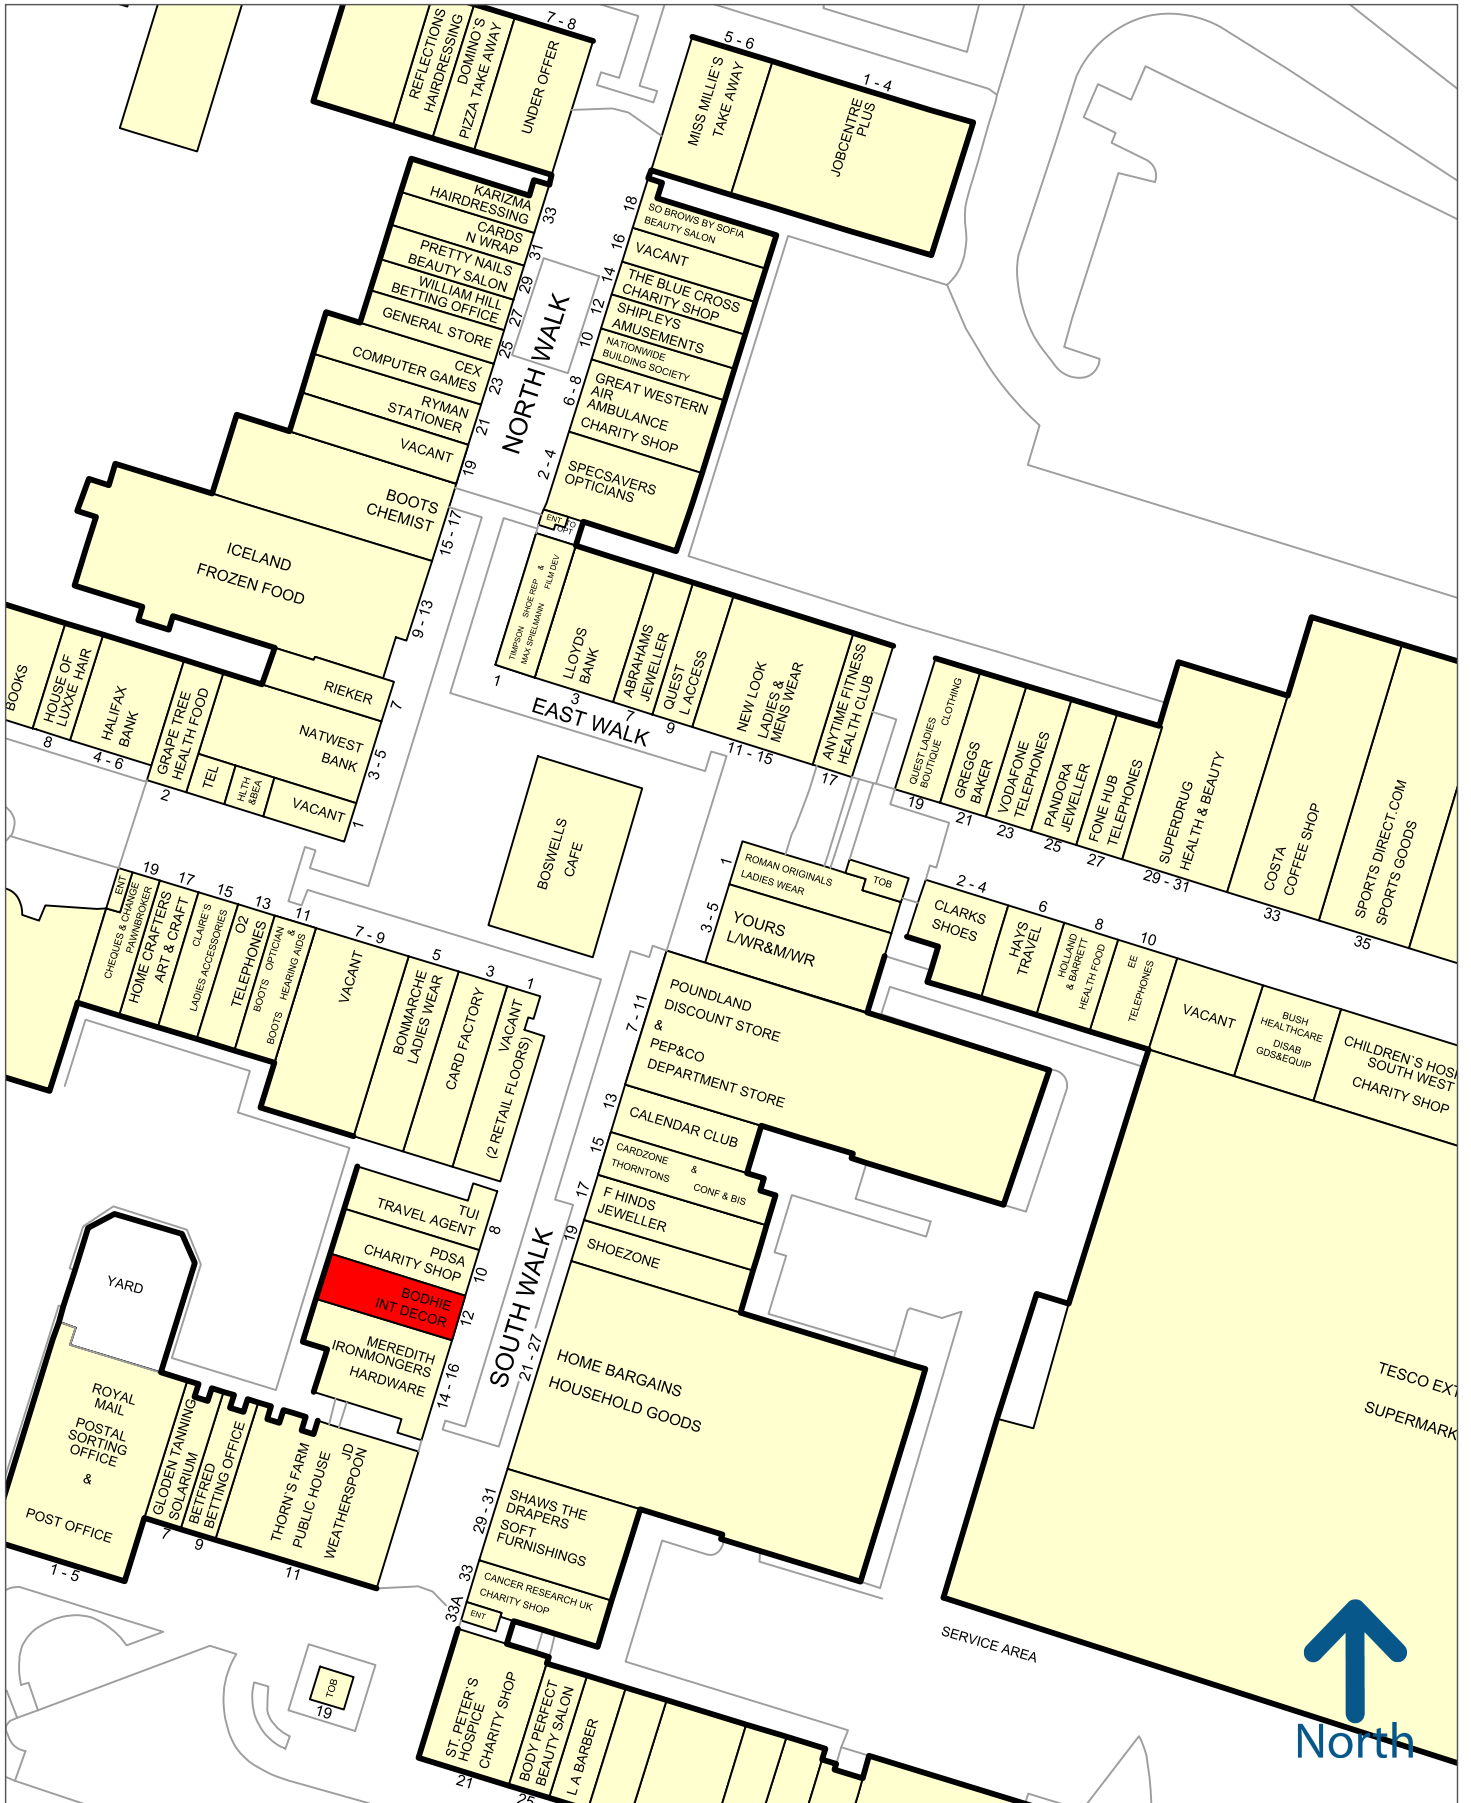 7 - 8
REFLECTIONS
HAIRDRESSING
DOMINO'S
PIZZA TAKE AWAY
UNDER OFFER
5 - 6
1 - 4
MISS MILLIE'S
TAKE AWAY
JOBCENTRE
PLUS
KARIZMA
HAIRDRESSING
33
CARDS
N WRAP
31
PRETTY NAILS
BEAUTY SALON
29
WILLIAM HILL
BETTING OFFICE
27
GENERAL STORE
25
CEX
COMPUTER GAMES
23
RYMAN
STATIONER
21
VACANT
19
BOOTS
CHEMIST
15 - 17
ICELAND
FROZEN FOOD
9 - 13
NORTH WALK
18
SO BROWS BY SOFIA
BEAUTY SALON
16
VACANT
14
THE BLUE CROSS
CHARITY SHOP
12
SHIPLEYS
AMUSEMENTS
10
NATIONWIDE
BUILDING SOCIETY
6 - 8
GREAT WESTERN
AIR
AMBULANCE
CHARITY SHOP
2 - 4
SPECSAVERS
OPTICIANS
ENT TO
OPT
TIMPSON SHOE REP &
MAX SPIELMANN FILM DEV
1
LLOYDS
BANK
3
ABRAHAMS
JEWELLER
7
QUEST
L ACCESS
9
NEW LOOK
LADIES &
MENS WEAR
11 - 15
ANYTIME FITNESS
HEALTH CLUB
17
EAST WALK
QUEST LADIES CLOTHING
BOUTIQUE
19
GREGGS
BAKER
21
VODAFONE
TELEPHONES
23
PANDORA
JEWELLER
25
FONE HUB
TELEPHONES
27
SUPERDRUG
HEALTH & BEAUTY
29 - 31
COSTA
COFFEE SHOP
33
SPORTS DIRECT.COM
SPORTS GOODS
35
BOOKS
HOUSE OF
LUXXE HAIR
8
HALIFAX
BANK
4 - 6
GRAPE TREE
HEALTH FOOD
2
RIEKER
7
NATWEST
BANK
3 - 5
TEL
HLTH
&BEA
VACANT
1
BOSWELLS
CAFE
ENT
CHEQUES & CHANGE
PAWNBROKER
19
HOME CRAFTERS
ART & CRAFT
17
CLAIRE'S
LADIES ACCESSORIES
15
O2
TELEPHONES
13
BOOTS OPTICIAN &
BOOTS HEARING AIDS
11
VACANT
7 - 9
BONMARCHE
LADIES WEAR
5
CARD FACTORY
3
VACANT
(2 RETAIL FLOORS)
1
1
ROMAN ORIGINALS
LADIES WEAR
TOB
3 - 5
YOURS
L/WR&M/WR
7 - 11
POUNDLAND
DISCOUNT STORE
&
PEP&CO
DEPARTMENT STORE
13
CALENDAR CLUB
15
CARDZONE &
THORNTONS CONF & BIS
17
F HINDS
JEWELLER
19
SHOEZONE
21 - 27
HOME BARGAINS
HOUSEHOLD GOODS
29 - 31
SHAWS THE
DRAPERS
SOFT
FURNISHINGS
33
CANCER RESEARCH UK
CHARITY SHOP
33A
ENT
2 - 4
CLARKS
SHOES
6
HAYS
TRAVEL
8
HOLLAND
& BARRETT
HEALTH FOOD
10
EE
TELEPHONES
VACANT
BUSH
HEALTHCARE
DISAB
GDS&EQUIP
CHILDREN`S HOSP
SOUTH WEST
CHARITY SHOP
TUI
TRAVEL AGENT
8
PDSA
CHARITY SHOP
10
BODHIE
INT DECOR
12
MEREDITH
IRONMONGERS
HARDWARE
14 - 16
SOUTH WALK
YARD
ROYAL
MAIL
POSTAL
SORTING
OFFICE
&
POST OFFICE
1 - 5
GLODEN TANNING
SOLARIUM
7
BETFRED
BETTING OFFICE
9
THORN`S FARM
PUBLIC HOUSE
JD
WEATHERSPOON
11
TOB
19
ST. PETER`S
HOSPICE
CHARITY SHOP
21
BODY PERFECT
BEAUTY SALON
25
L A BARBER
TESCO EXT
SUPERMARK
SERVICE AREA
North